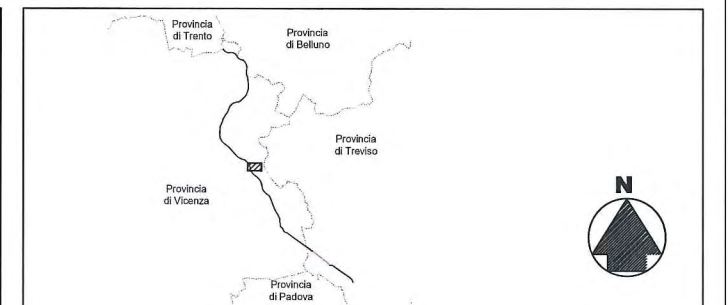 Provincia
di Trento
Provincia
di Belluno
Provincia
di Treviso
Provincia
di Vicenza
N
Provincia
di Padova